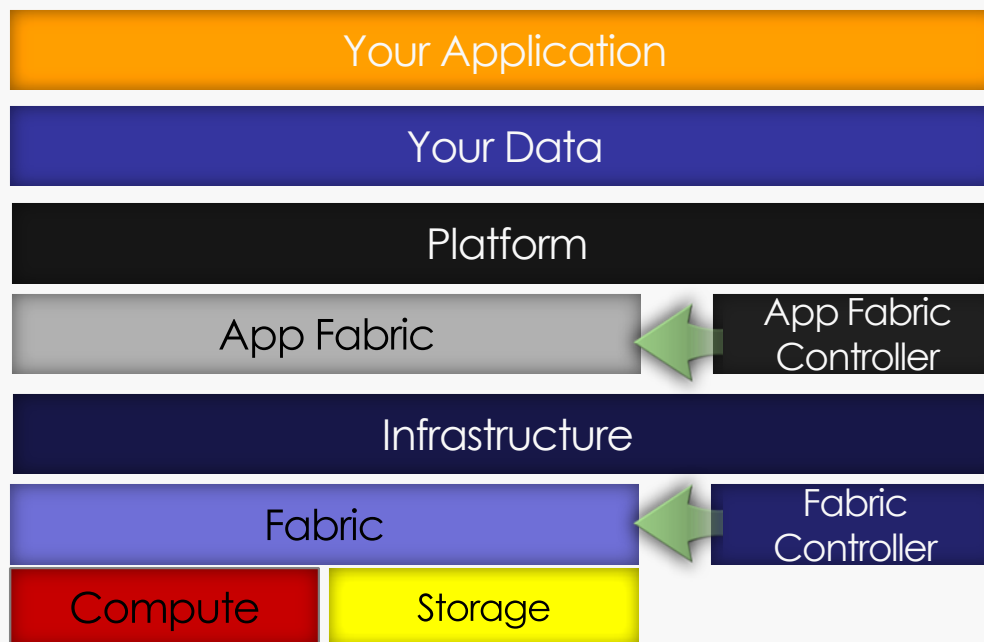 Your Application
Your Data
Platform
App Fabric
App Fabric
Controller
Infrastructure
Fabric
Fabric
Controller
Compute
Storage